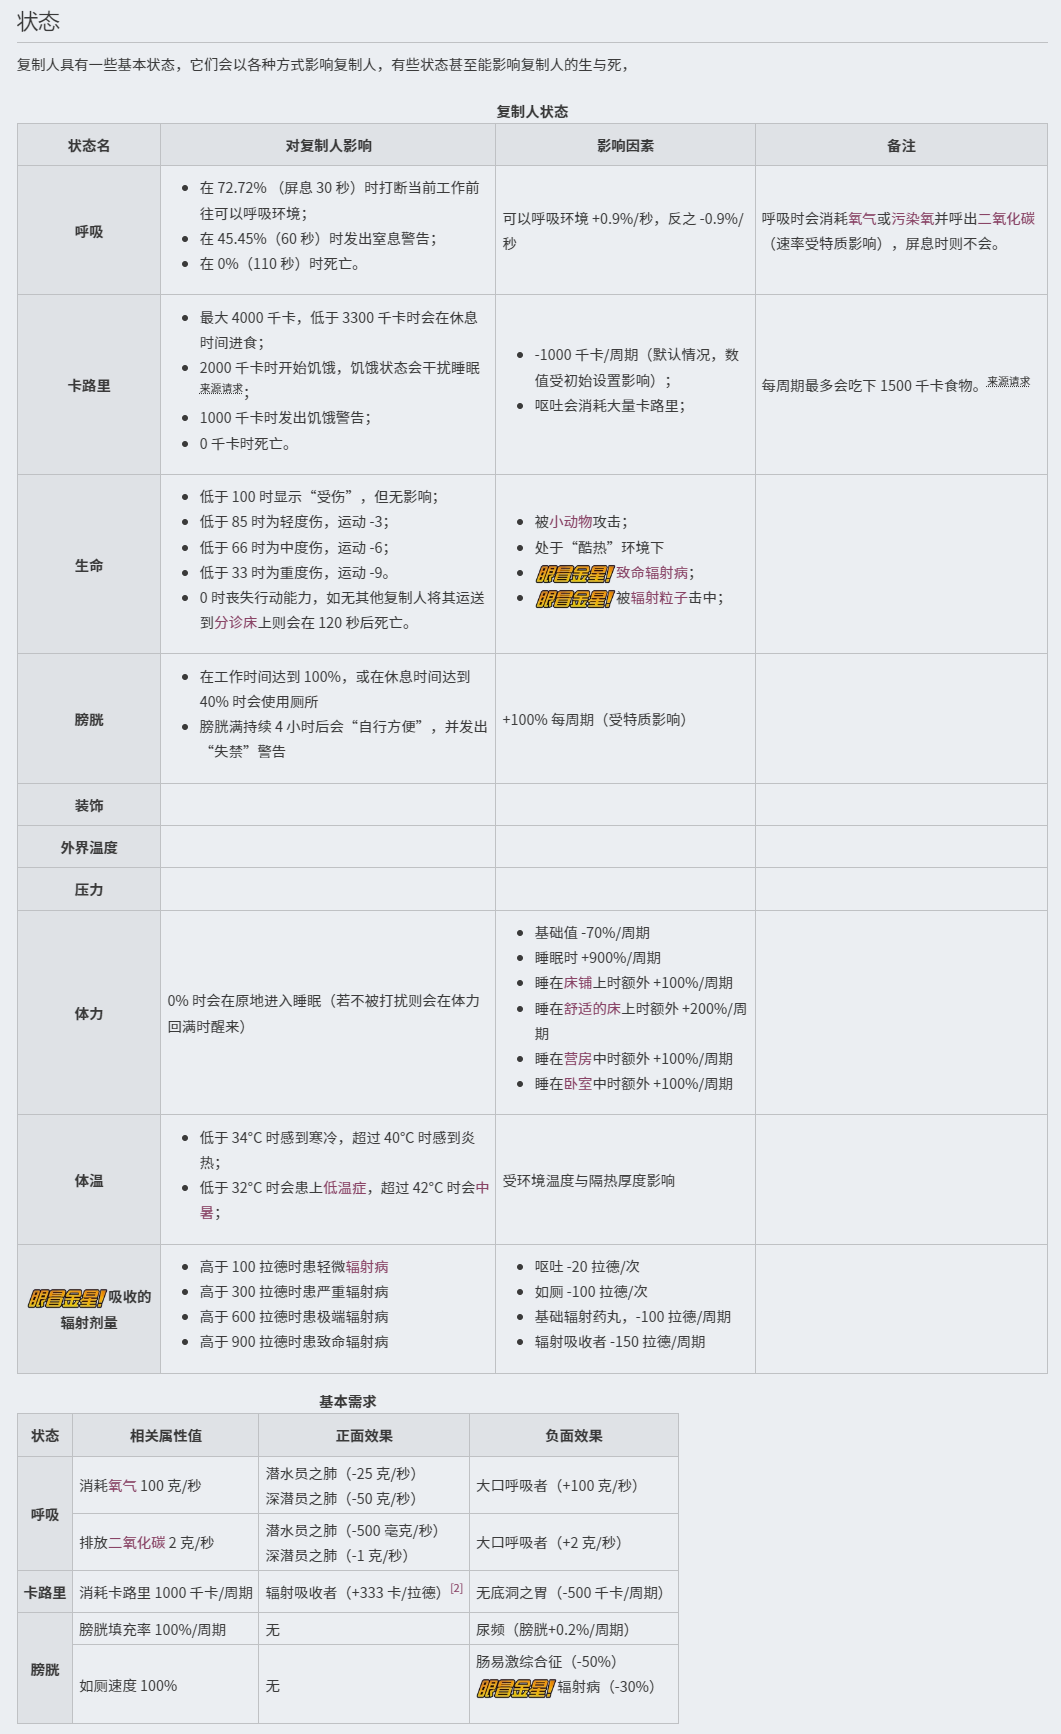 状态
复制人具有一些基本状态，它们会以各种方式影响复制人，有些状态甚至能影响复制人的生与死，
复制人状态
状态名
对复制人影响
影响因素
备注
呼吸
在 72.72% （屏息 30 秒）时打断当前工作前
往可以呼吸环境；
在 45.45%（60 秒）时发出窒息警告；
在 0%（110 秒）时死亡。
可以呼吸环境 +0.9%/秒，反之 -0.9%/
秒
呼吸时会消耗氧气或污染氧并呼出二氧化碳
（速率受特质影响），屏息时则不会。
卡路里
最大 4000 千卡，低于 3300 千卡时会在休息
时间进食；
2000 千卡时开始饥饿，饥饿状态会干扰睡眠
来源请求；
1000 千卡时发出饥饿警告；
0 千卡时死亡。
-1000 千卡/周期（默认情况，数
值受初始设置影响）；
呕吐会消耗大量卡路里；
每周期最多会吃下 1500 千卡食物。来源请求
生命
低于 100 时显示“受伤”，但无影响；
低于 85 时为轻度伤，运动 -3；
低于 66 时为中度伤，运动 -6；
低于 33 时为重度伤，运动 -9。
0 时丧失行动能力，如无其他复制人将其运送
到分诊床上则会在 120 秒后死亡。
被小动物攻击；
处于“酷热”环境下
眼冒金星! 致命辐射病；
眼冒金星! 被辐射粒子击中；
膀胱
在工作时间达到 100%，或在休息时间达到
40% 时会使用厕所
膀胱满持续 4 小时后会“自行方便”，并发出
“失禁”警告
+100% 每周期（受特质影响）
装饰
外界温度
压力
体力
0% 时会在原地进入睡眠（若不被打扰则会在体力
回满时醒来）
基础值 -70%/周期
睡眠时 +900%/周期
睡在床铺上时额外 +100%/周期
睡在舒适的床上时额外 +200%/周
期
睡在营房中时额外 +100%/周期
睡在卧室中时额外 +100%/周期
体温
低于 34°C 时感到寒冷，超过 40°C 时感到炎
热；
低于 32°C 时会患上低温症，超过 42°C 时会中
暑；
受环境温度与隔热厚度影响
眼冒金星! 吸收的
辐射剂量
高于 100 拉德时患轻微辐射病
高于 300 拉德时患严重辐射病
高于 600 拉德时患极端辐射病
高于 900 拉德时患致命辐射病
呕吐 -20 拉德/次
如厕 -100 拉德/次
基础辐射药丸，-100 拉德/周期
辐射吸收者 -150 拉德/周期
基本需求
状态
相关属性值
正面效果
负面效果
呼吸
消耗氧气 100 克/秒
潜水员之肺（-25 克/秒）
深潜员之肺（-50 克/秒）
大口呼吸者（+100 克/秒）
排放二氧化碳 2 克/秒
潜水员之肺（-500 毫克/秒）
深潜员之肺（-1 克/秒）
大口呼吸者（+2 克/秒）
卡路里
消耗卡路里 1000 千卡/周期
辐射吸收者（+333 卡/拉德）[2]
无底洞之胃（-500 千卡/周期）
膀胱
膀胱填充率 100%/周期
无
尿频（膀胱+0.2%/周期）
如厕速度 100%
无
肠易激综合征（-50%）
眼冒金星! 辐射病（-30%）